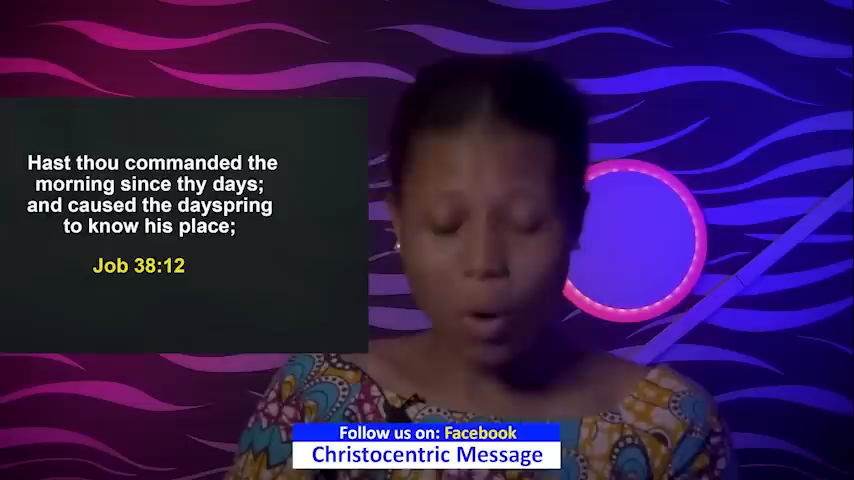 Hast thou commanded the
morning since thy days;
and caused the dayspring
to know his place;
Job 38:12
Follow us on: Facebook
Christocentric Message